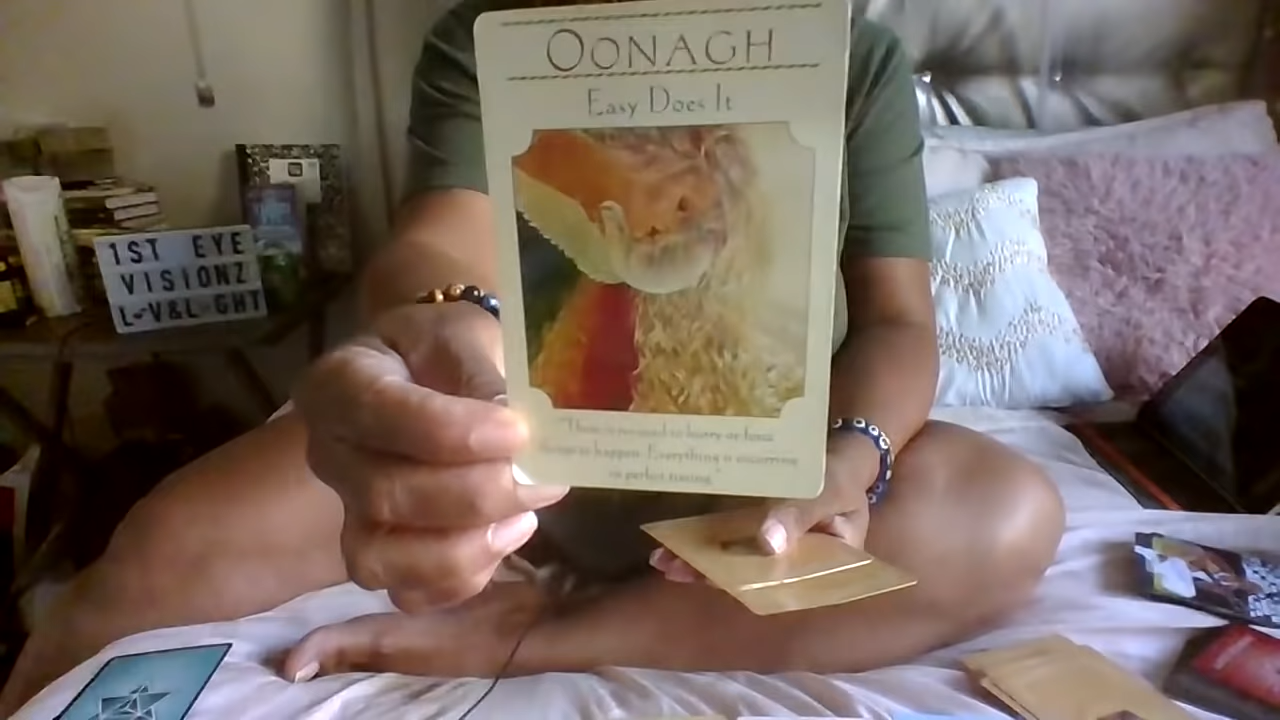 OONAGH
Easy Does It
"There is no need to hurry or force
things to happen. Everything is occurring
in perfect timing."
1ST EYE
VISIONZ
L♥V&L GHT